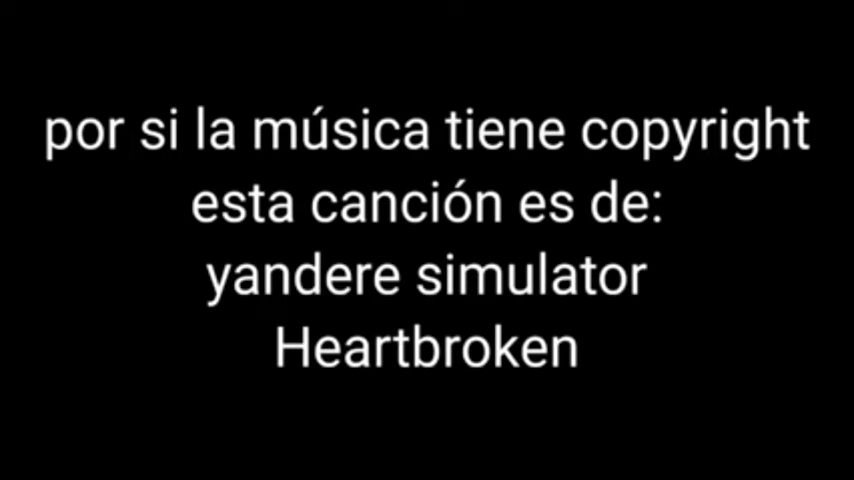 por si la música tiene copyright
esta canción es de:
yandere simulator
Heartbroken